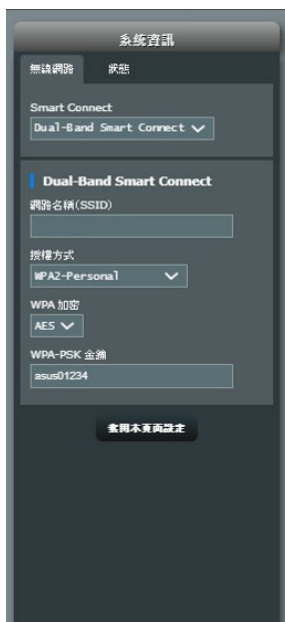 系統資訊
無線網路 狀態
Smart Connect
Dual-Band Smart Connect
Dual-Band Smart Connect
網路名稱(SSID)
授權方式
WPA2-Personal
WPA 加密
AES
WPA-PSK 金鑰
asus01234
套用本頁面設定